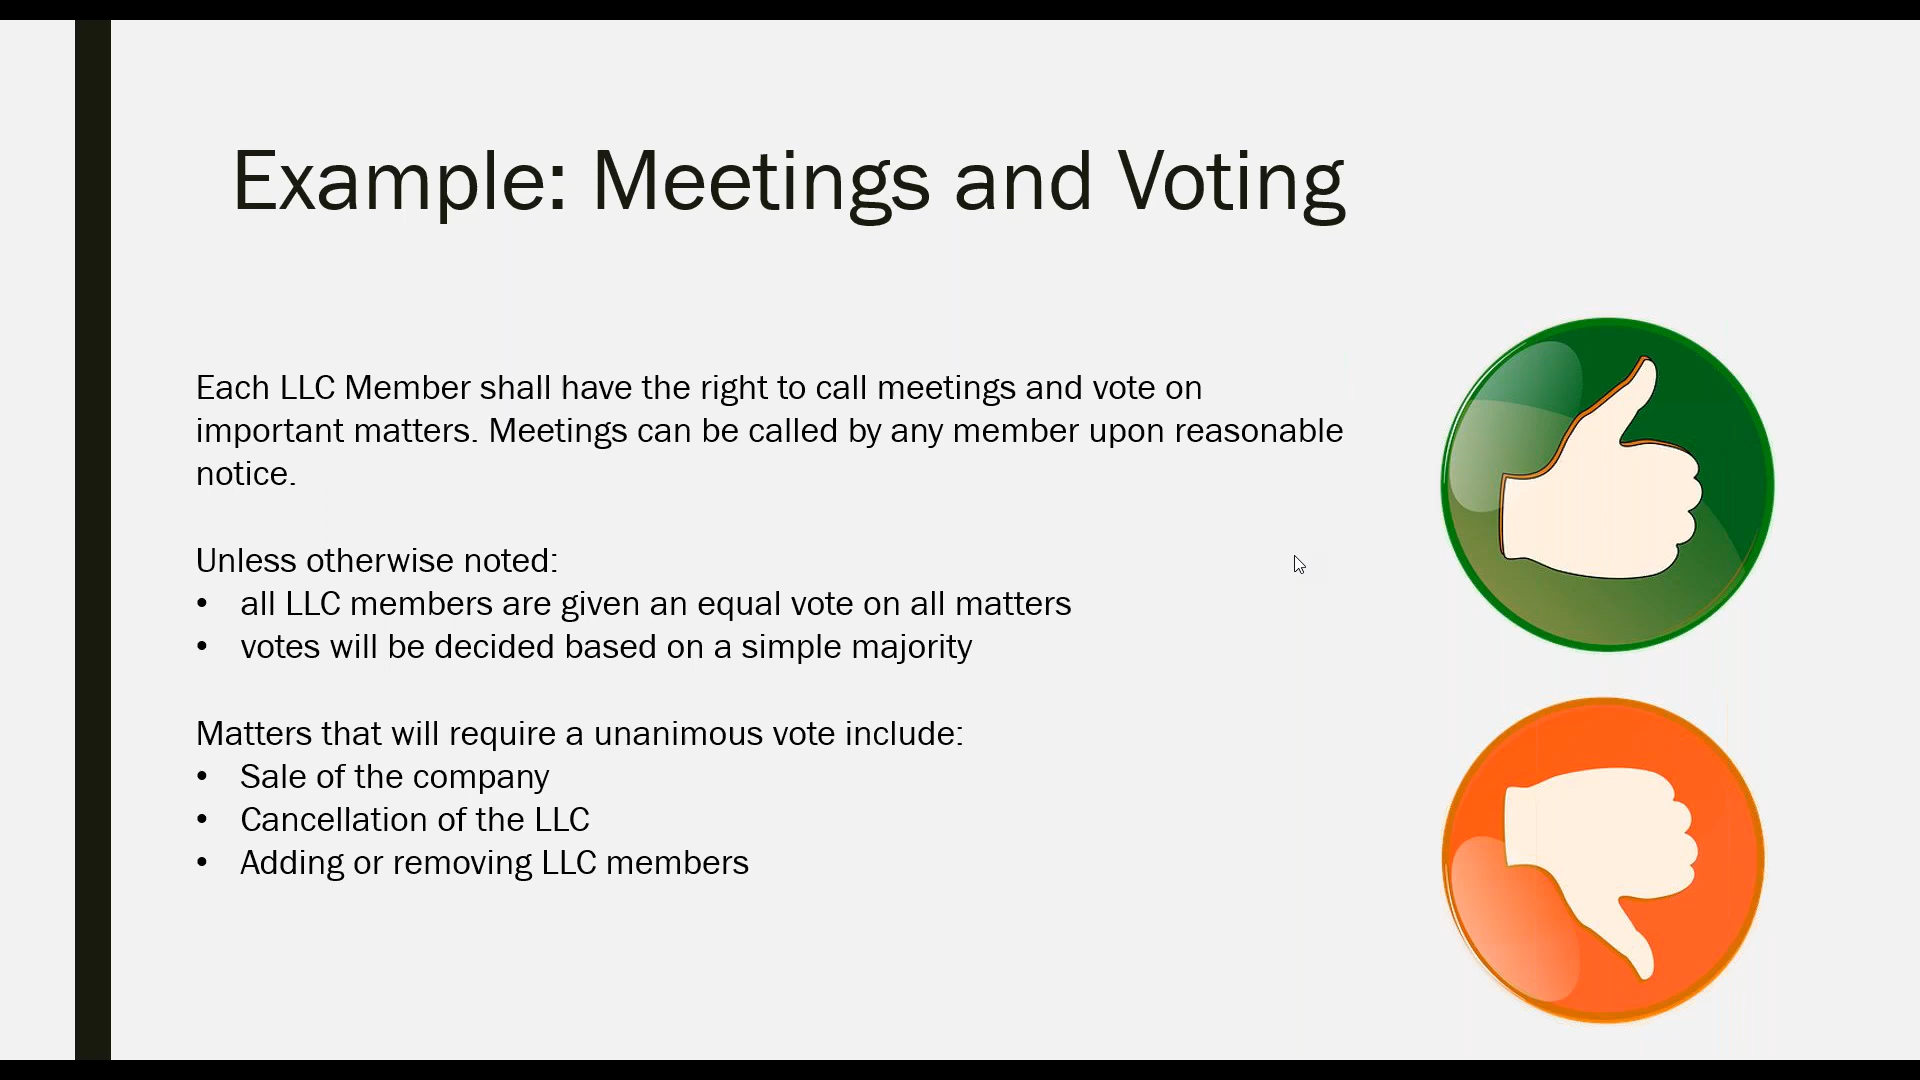 Example: Meetings and Voting
Each LLC Member shall have the right to call meetings and vote on
important matters. Meetings can be called by any member upon reasonable
notice.
Unless otherwise noted:
• all LLC members are given an equal vote on all matters
• votes will be decided based on a simple majority
Matters that will require a unanimous vote include:
• Sale of the company
• Cancellation of the LLC
• Adding or removing LLC members